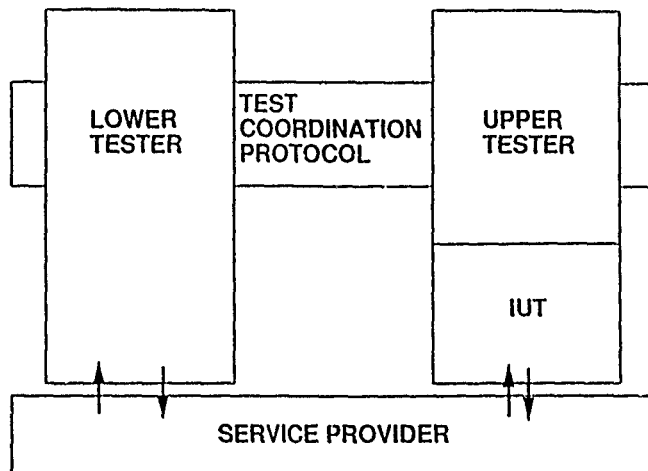 LOWER
TESTER
TEST
COORDINATION
PROTOCOL
UPPER
TESTER
IUT
SERVICE PROVIDER